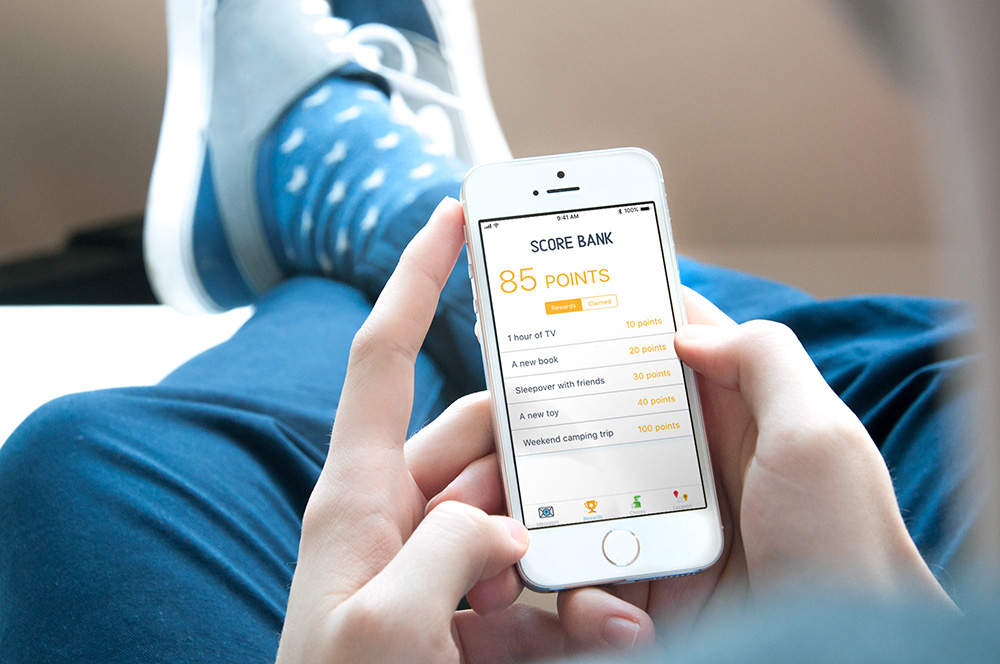 9:41 AM 100%
SCORE BANK
85 POINTS
Rewards Claimed
1 hour of TV 10 points
A new book 20 points
Sleepover with friends 30 points
A new toy 40 points
Weekend camping trip 100 points
Messages Rewards Chores Location